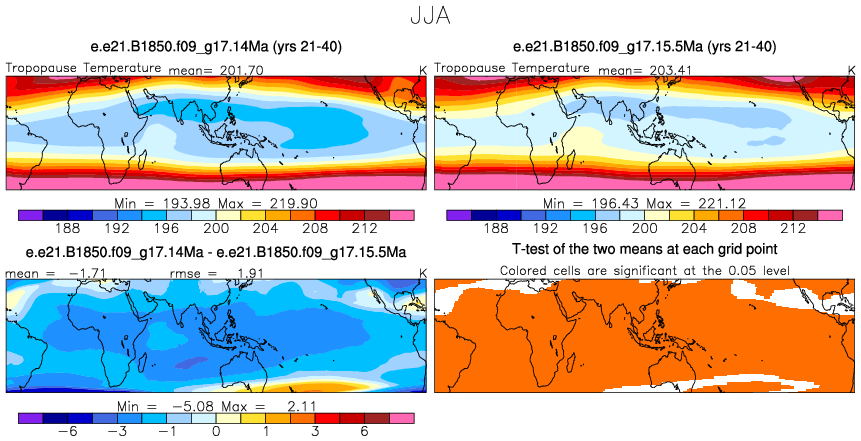 JJA
e.e21.B1850.f09_g17.14Ma (yrs 21-40)
Tropopause Temperature mean= 201.70 K
Min = 193.98 Max = 219.90
188 192 196 200 204 208 212
e.e21.B1850.f09_g17.15.5Ma (yrs 21-40)
Tropopause Temperature mean= 203.41 K
Min = 196.43 Max = 221.12
188 192 196 200 204 208 212
e.e21.B1850.f09_g17.14Ma - e.e21.B1850.f09_g17.15.5Ma
mean = -1.71 rmse = 1.91 K
Min = -5.08 Max = 2.11
-6 -3 -1 0 1 3 6
T-test of the two means at each grid point
Colored cells are significant at the 0.05 level